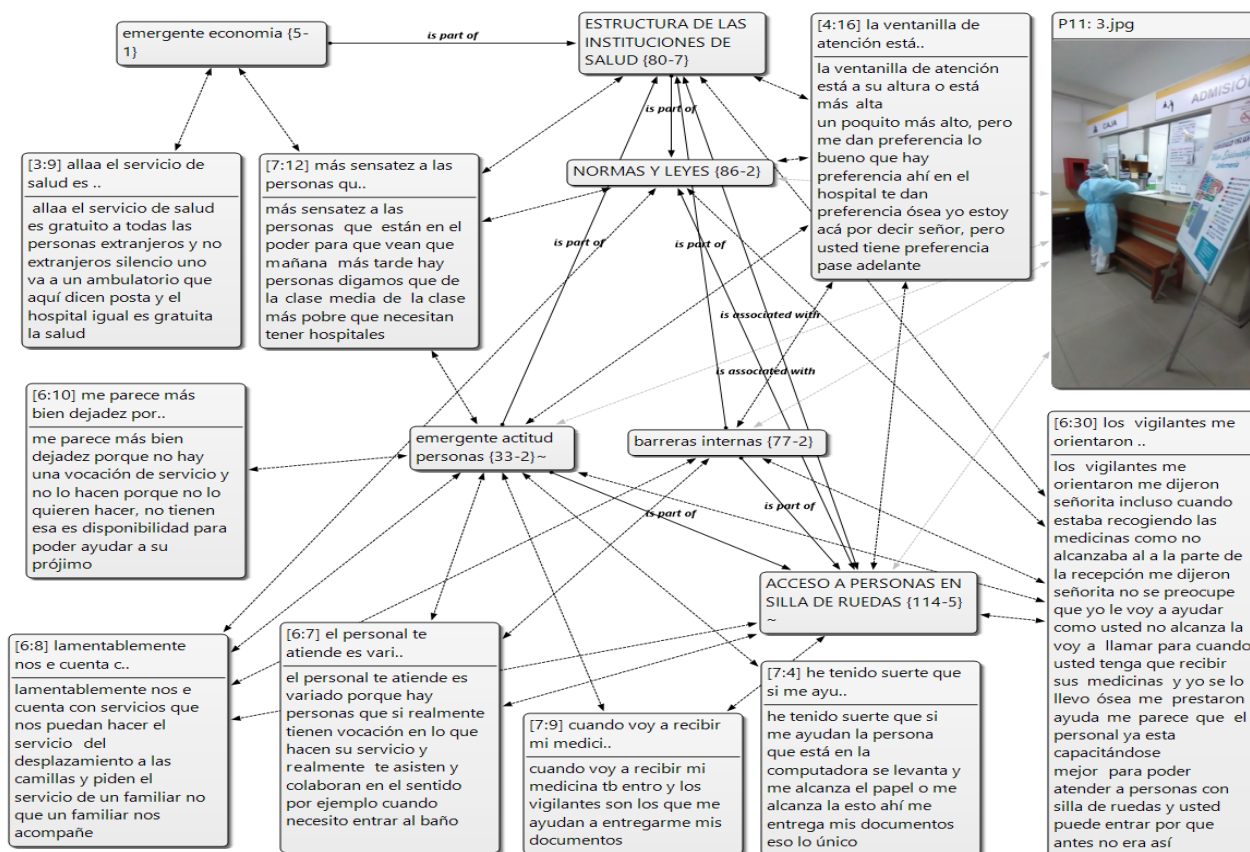 emergente economia {5-
1}
is part of
ESTRUCTURA DE LAS
INSTITUCIONES DE
SALUD {80-7}
[4:16] la ventanilla de
atención está..
la ventanilla de atención
está a su altura o está
más alta
un poquito más alto, pero
me dan preferencia lo
bueno que hay
preferencia ahí en el
hospital te dan
preferencia ósea yo estoy
acá por decir señor, pero
usted tiene preferencia
pase adelante
P11: 3.jpg
CAJA
ADMISIÓN
is part of
[3:9] allaa el servicio de
salud es ..
allaa el servicio de salud
es gratuito a todas las
personas extranjeros y no
extranjeros silencio uno
va a un ambulatorio que
aquí dicen posta y el
hospital igual es gratuita
la salud
[7:12] más sensatez a las
personas qu..
más sensatez a las
personas que están en el
poder para que vean que
mañana más tarde hay
personas digamos que de
la clase media de la clase
más pobre que necesitan
tener hospitales
NORMAS Y LEYES {86-2}
is part of
is part of
is associated with
is associated with
[6:10] me parece más
bien dejadez por..
me parece más bien
dejadez porque no hay
una vocación de servicio y
no lo hacen porque no lo
quieren hacer, no tienen
esa es disponibilidad para
poder ayudar a su
prójimo
emergente actitud
personas {33-2}~
barreras internas {77-2}
is part of
is part of
ACCESO A PERSONAS EN
SILLA DE RUEDAS {114-5}
~
[6:30] los vigilantes me
orientaron ..
los vigilantes me
orientaron me dijeron
señorita incluso cuando
estaba recogiendo las
medicinas como no
alcanzaba al a la parte de
la recepción me dijeron
señorita no se preocupe
que yo le voy a ayudar
como usted no alcanza la
voy a llamar para cuando
usted tenga que recibir
sus medicinas y yo se lo
llevo ósea me prestaron
ayuda me parece que el
personal ya esta
capacitándose
mejor para poder
atender a personas con
silla de ruedas y usted
puede entrar por que
antes no era así
[6:8] lamentablemente
nos e cuenta c..
lamentablemente nos e
cuenta con servicios que
nos puedan hacer el
servicio del
desplazamiento a las
camillas y piden el
servicio de un familiar no
que un familiar nos
acompañe
[6:7] el personal te
atiende es vari..
el personal te atiende es
variado porque hay
personas que si realmente
tienen vocación en lo que
hacen su servicio y
realmente te asisten y
colaboran en el sentido
por ejemplo cuando
necesito entrar al baño
[7:9] cuando voy a recibir
mi medici..
cuando voy a recibir mi
medicina tb entro y los
vigilantes son los que me
ayudan a entregarme mis
documentos
[7:4] he tenido suerte que
si me ayu..
he tenido suerte que si
me ayudan la persona
que está en la
computadora se levanta y
me alcanza el papel o me
alcanza la esto ahí me
entrega mis documentos
eso lo único